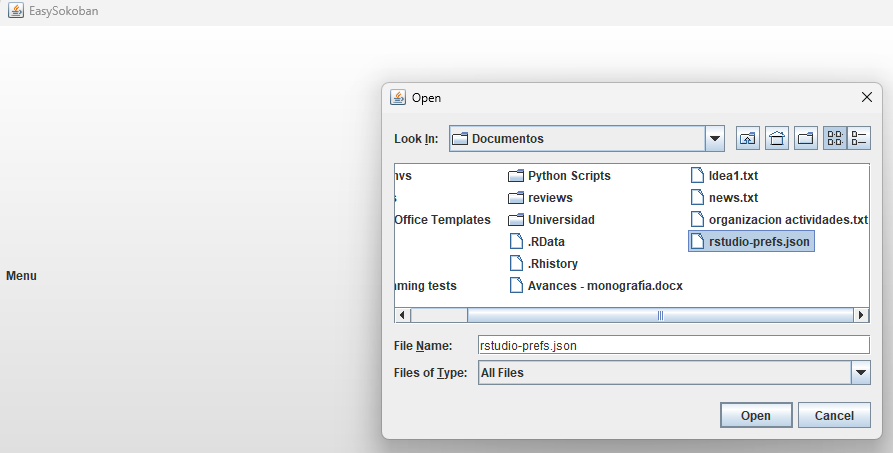 EasySokoban
Open
Look In:
Documentos
Python Scripts
Idea1.txt
reviews
news.txt
Office Templates
Universidad
organizacion actividades.txt
.RData
rstudio-prefs.json
.Rhistory
Menu
tests
Avances - monografia.docx
File Name:
rstudio-prefs.json
Files of Type:
All Files
Open
Cancel